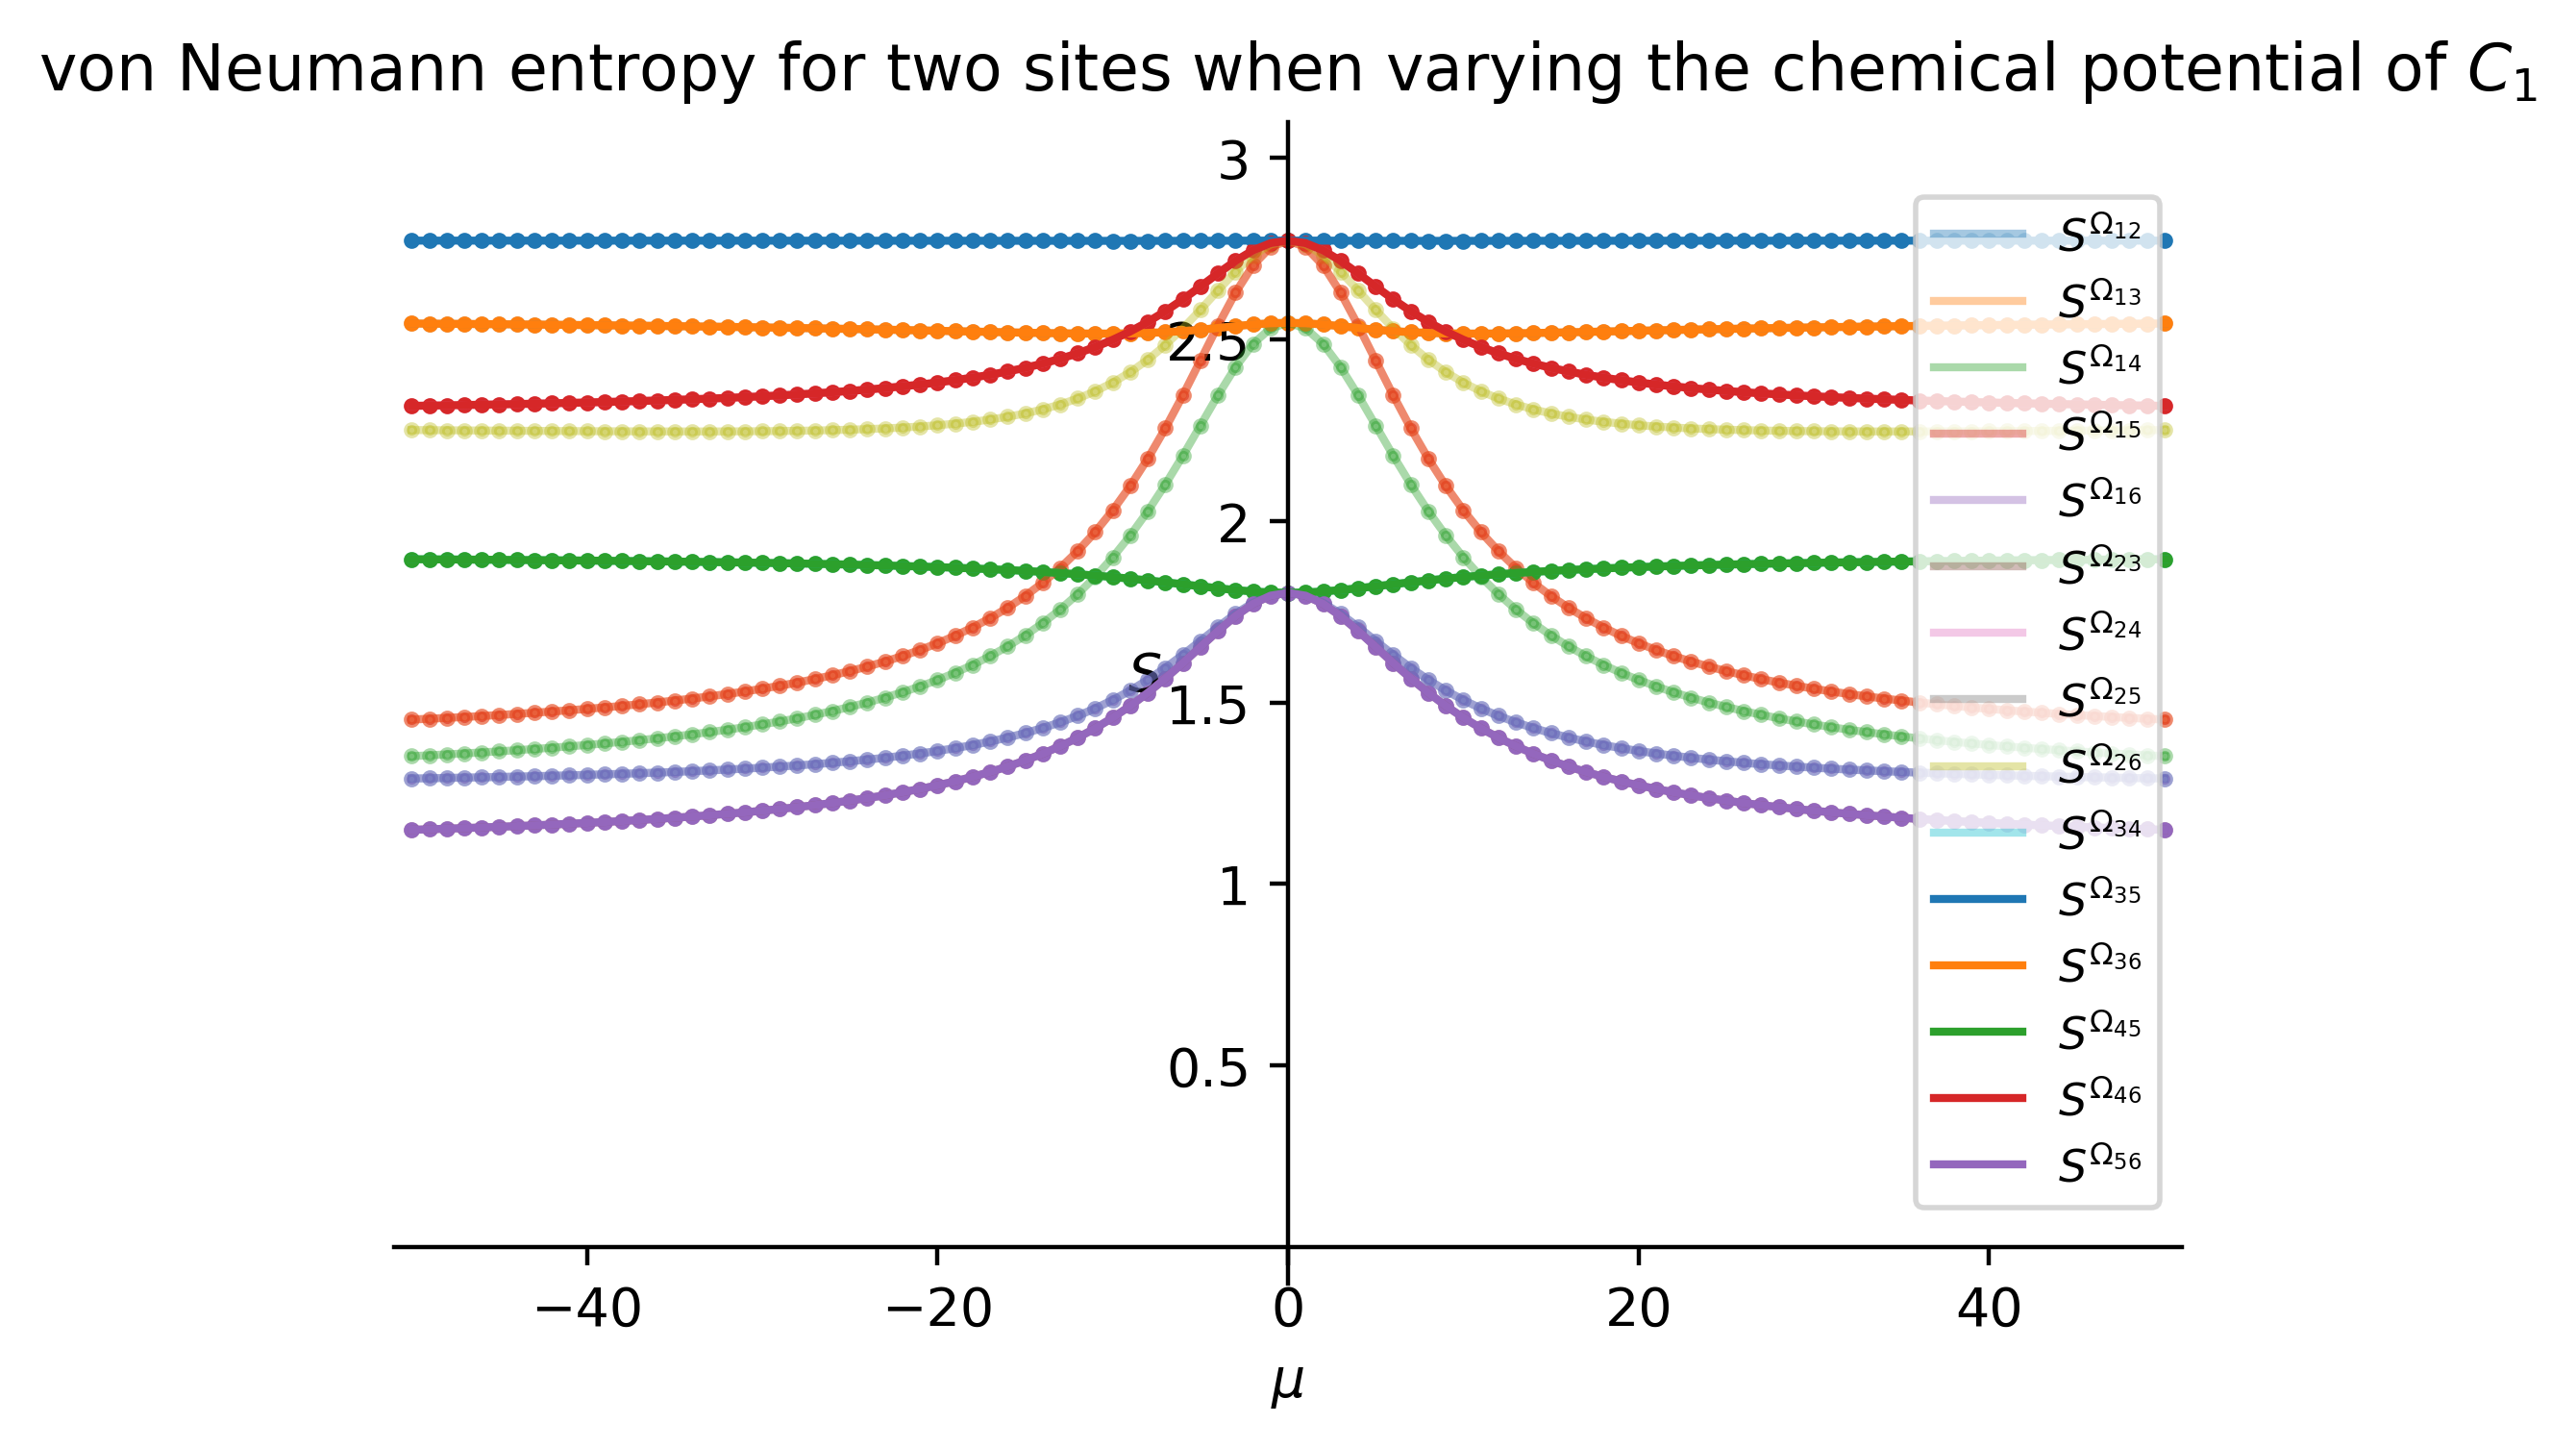 von Neumann entropy for two sites when varying the chemical potential of C₁
3
2.5
2
S
1.5
1
0.5
−40
−20
0
20
40
μ
S^Ω₁₂
S^Ω₁₃
S^Ω₁₄
S^Ω₁₅
S^Ω₁₆
S^Ω₂₃
S^Ω₂₄
S^Ω₂₅
S^Ω₂₆
S^Ω₃₄
S^Ω₃₅
S^Ω₃₆
S^Ω₄₅
S^Ω₄₆
S^Ω₅₆